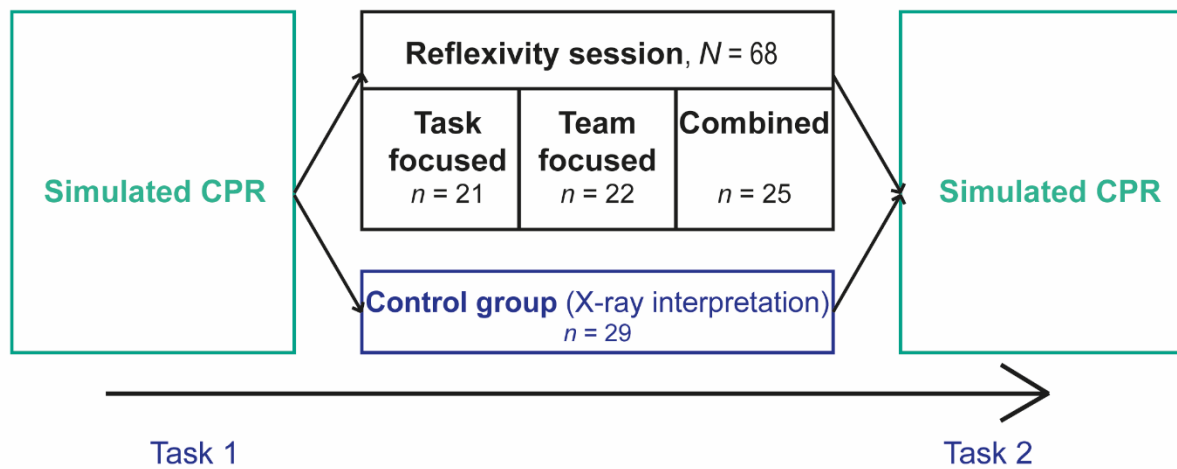 Simulated CPR
Reflexivity session, N = 68
Task
focused
n = 21
Team
focused
n = 22
Combined
n = 25
Control group (X-ray interpretation)
n = 29
Simulated CPR
Task 1
Task 2